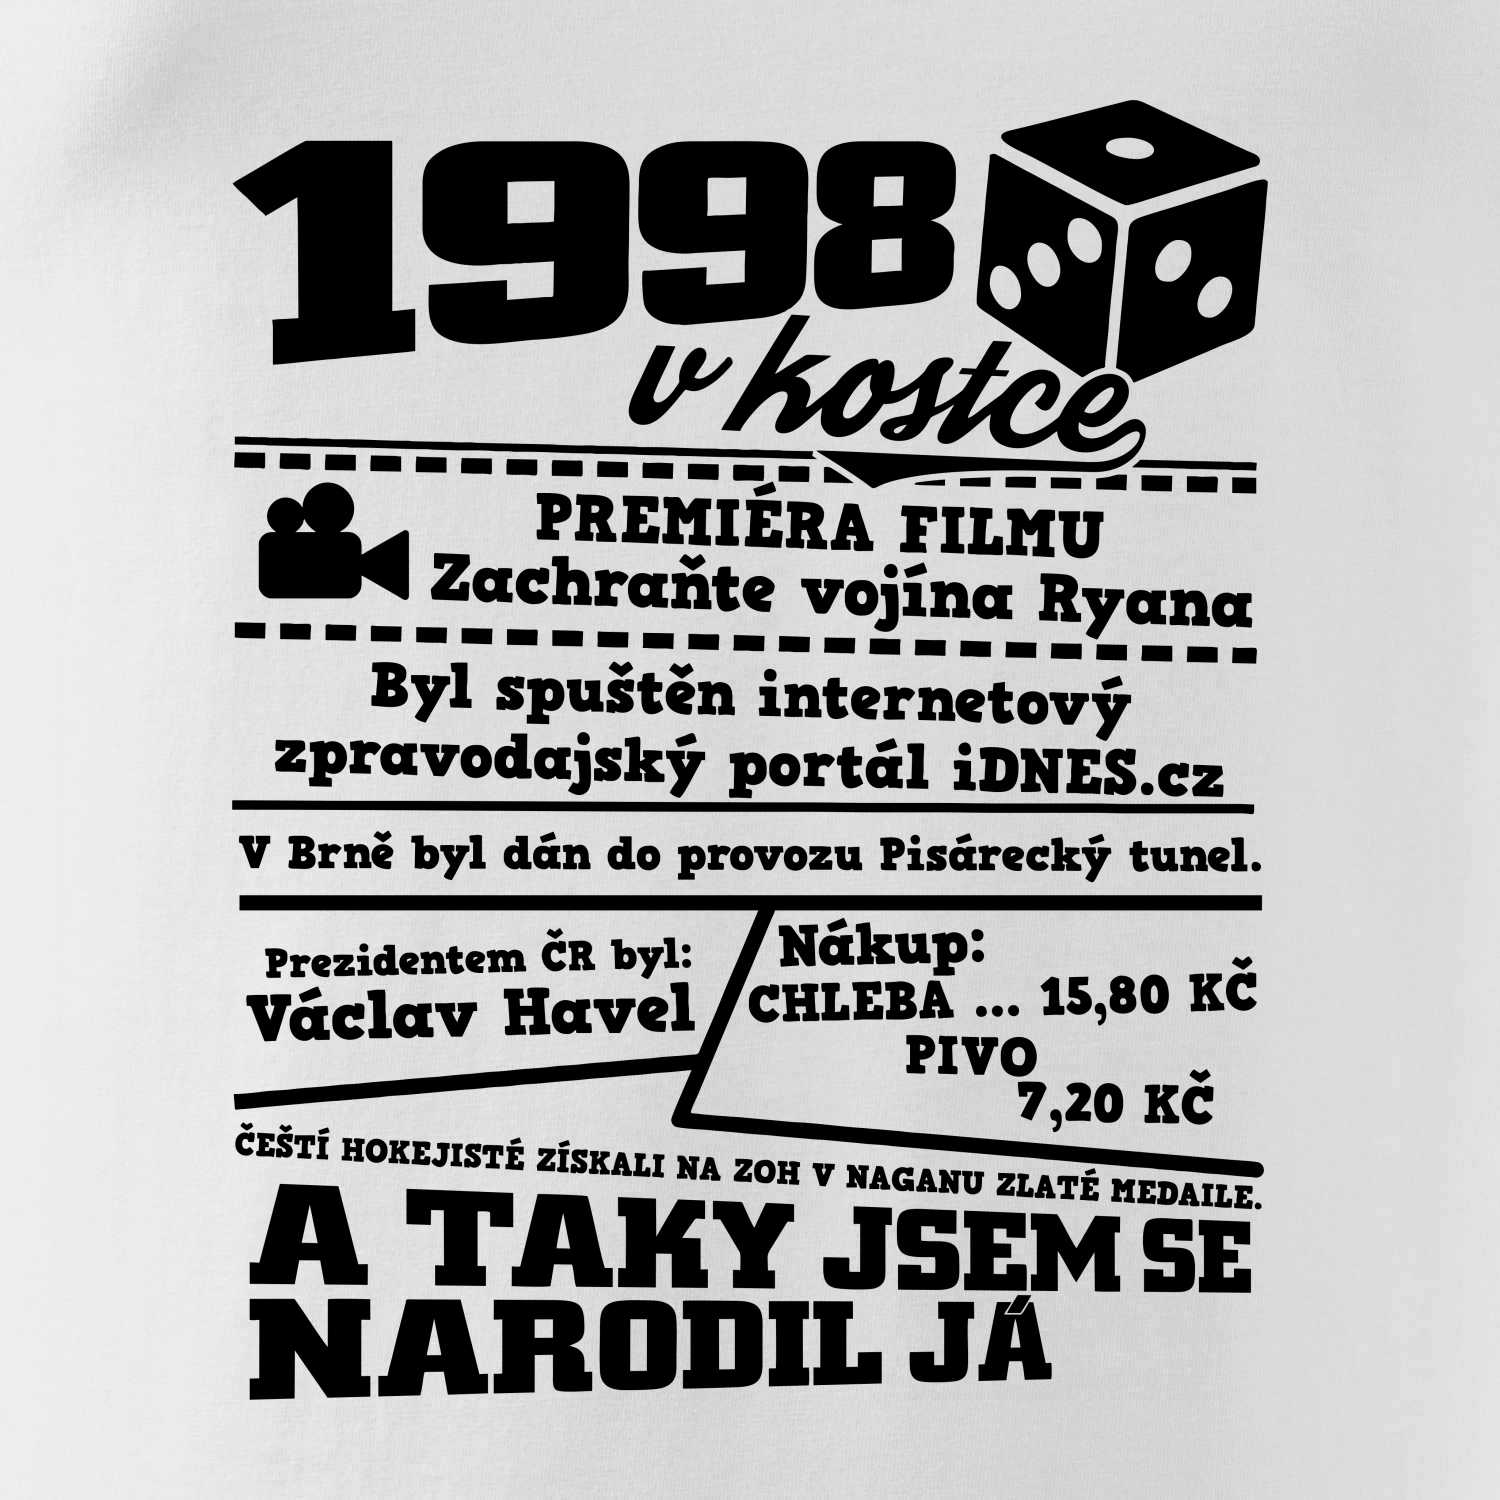 1998
v kostce
PREMIÉRA FILMU
Zachraňte vojína Ryana
Byl spuštěn internetový
zpravodajský portál iDNES.cz
V Brně byl dán do provozu Pisárecký tunel.
Prezidentem ČR byl:
Václav Havel
Nákup:
CHLEBA ... 15,80 KČ
PIVO
7,20 KČ
ČEŠTÍ HOKEJISTÉ ZÍSKALI NA ZOH V NAGANU ZLATÉ MEDAILE.
A TAKY JSEM SE
NARODIL JÁ